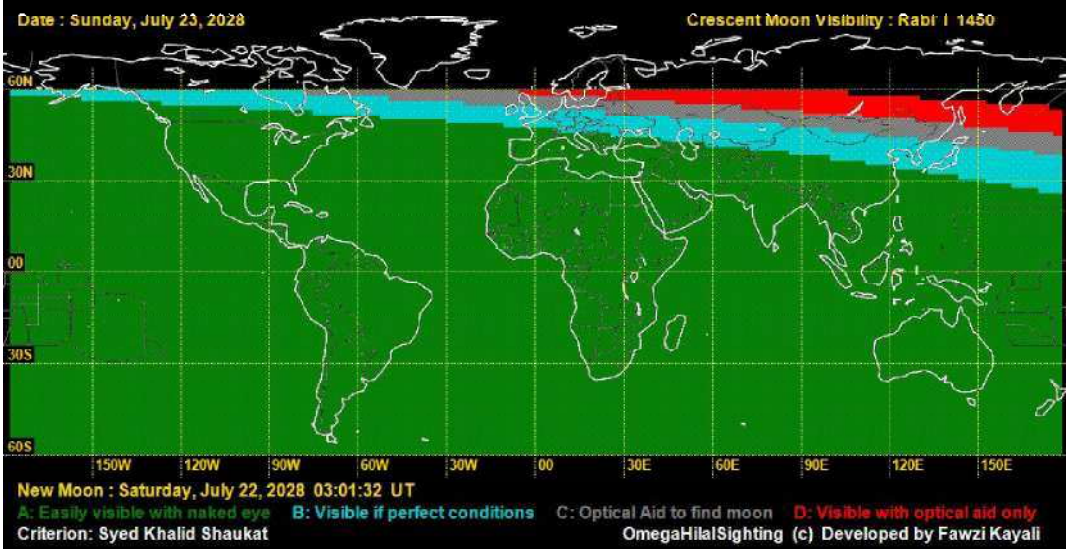 Date : Sunday, July 23, 2028
Crescent Moon Visibility : Rabi' I 1450
60N
30N
00
30S
60S
150W 120W 90W 60W 30W 00 30E 60E 90E 120E 150E
New Moon : Saturday, July 22, 2028 03:01:32 UT
A: Easily visible with naked eye B: Visible if perfect conditions C: Optical Aid to find moon D: Visible with optical aid only
Criterion: Syed Khalid Shaukat OmegaHilalSighting (c) Developed by Fawzi Kayali